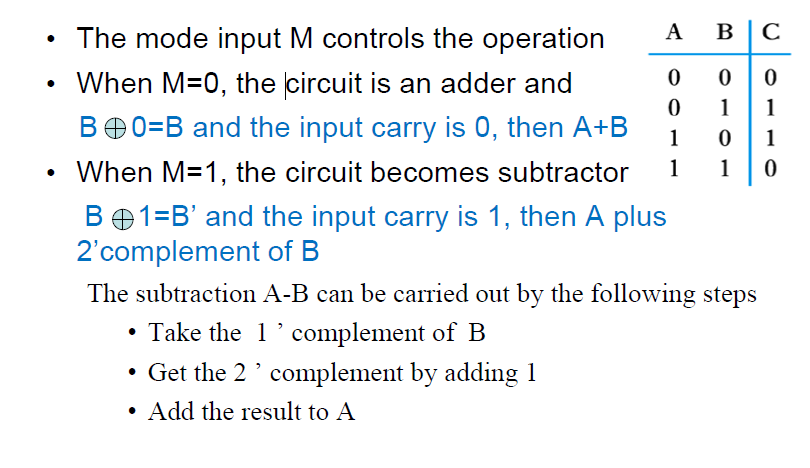 • The mode input M controls the operation
• When M=0, the circuit is an adder and
B ⊕ 0=B and the input carry is 0, then A+B
• When M=1, the circuit becomes subtractor
B ⊕ 1=B’ and the input carry is 1, then A plus
2’complement of B
The subtraction A-B can be carried out by the following steps
• Take the 1 ’ complement of B
• Get the 2 ’ complement by adding 1
• Add the result to A
A B C
0 0 0
0 1 1
1 0 1
1 1 0